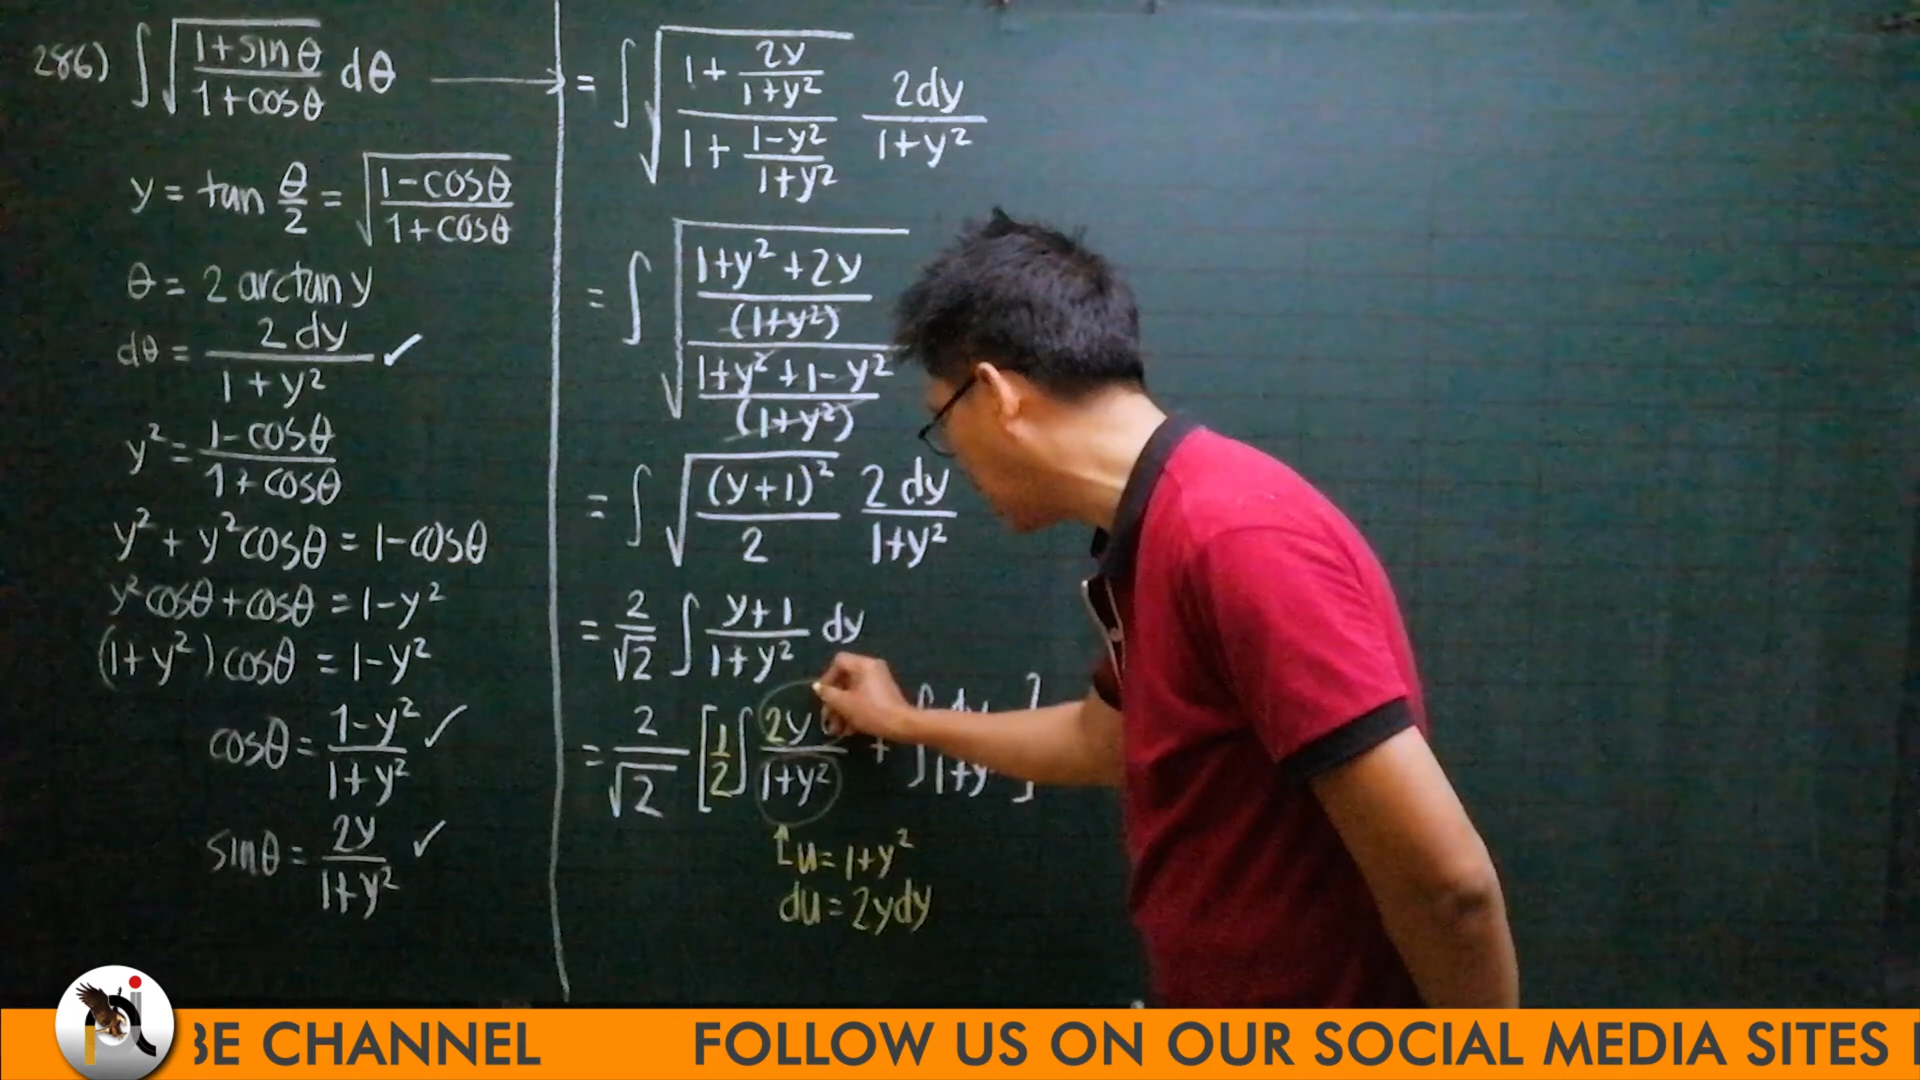 286) ∫√((1+sinθ)/(1+cosθ)) dθ
y = tan θ/2 = √((1-cosθ)/(1+cosθ))
θ = 2 arctan y
dθ = 2dy/(1+y²) ✓
y² = (1-cosθ)/(1+cosθ)
y² + y²cosθ = 1-cosθ
y²cosθ + cosθ = 1-y²
(1+y²)cosθ = 1-y²
cosθ = (1-y²)/(1+y²) ✓
sinθ = 2y/(1+y²) ✓
= ∫√((1+ 2y/(1+y²))/(1+ (1-y²)/(1+y²))) 2dy/(1+y²)
= ∫√(((1+y²+2y)/(1+y²))/((1+y²+1-y²)/(1+y²)))
= ∫√((y+1)²/2) 2dy/(1+y²)
= 2/√2 ∫ (y+1)/(1+y²) dy
= 2/√2 [1/2 ∫ 2y /(1+y²) + ∫ dy/(1+y ]
u = 1+y²
du = 2ydy
BE CHANNEL FOLLOW US ON OUR SOCIAL MEDIA SITES